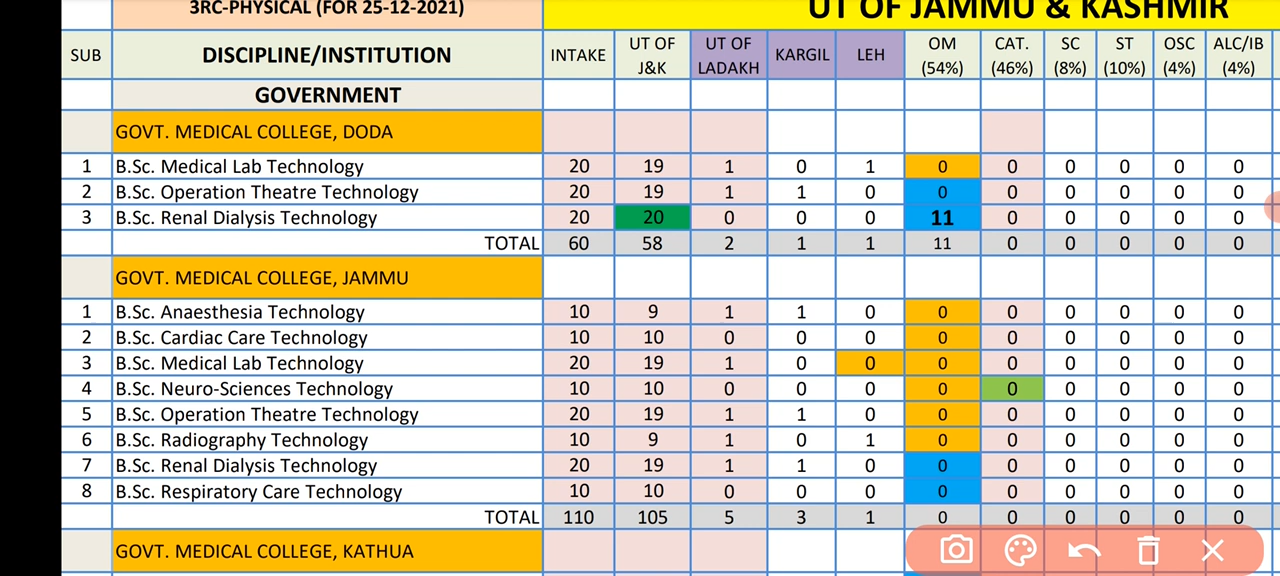 3RC-PHYSICAL (FOR 25-12-2021) UT OF JAMMU & KASHMIR
SUB DISCIPLINE/INSTITUTION INTAKE UT OF J&K UT OF LADAKH KARGIL LEH OM (54%) CAT. (46%) SC (8%) ST (10%) OSC (4%) ALC/IB (4%)
GOVERNMENT
GOVT. MEDICAL COLLEGE, DODA
1 B.Sc. Medical Lab Technology 20 19 1 0 1 0 0 0 0 0 0
2 B.Sc. Operation Theatre Technology 20 19 1 1 0 0 0 0 0 0 0
3 B.Sc. Renal Dialysis Technology 20 20 0 0 0 11 0 0 0 0 0
TOTAL 60 58 2 1 1 11 0 0 0 0 0
GOVT. MEDICAL COLLEGE, JAMMU
1 B.Sc. Anaesthesia Technology 10 9 1 1 0 0 0 0 0 0 0
2 B.Sc. Cardiac Care Technology 10 10 0 0 0 0 0 0 0 0 0
3 B.Sc. Medical Lab Technology 20 19 1 0 0 0 0 0 0 0 0
4 B.Sc. Neuro-Sciences Technology 10 10 0 0 0 0 0 0 0 0 0
5 B.Sc. Operation Theatre Technology 20 19 1 1 0 0 0 0 0 0 0
6 B.Sc. Radiography Technology 10 9 1 0 1 0 0 0 0 0 0
7 B.Sc. Renal Dialysis Technology 20 19 1 1 0 0 0 0 0 0 0
8 B.Sc. Respiratory Care Technology 10 10 0 0 0 0 0 0 0 0 0
TOTAL 110 105 5 3 1 0 0 0 0 0 0
GOVT. MEDICAL COLLEGE, KATHUA